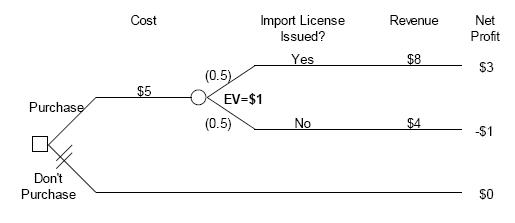 Cost
Import License
Issued?
Revenue
Net
Profit
Yes
$8
$3
(0.5)
$5
EV=$1
Purchase
(0.5)
No
$4
-$1
Don't
Purchase
$0